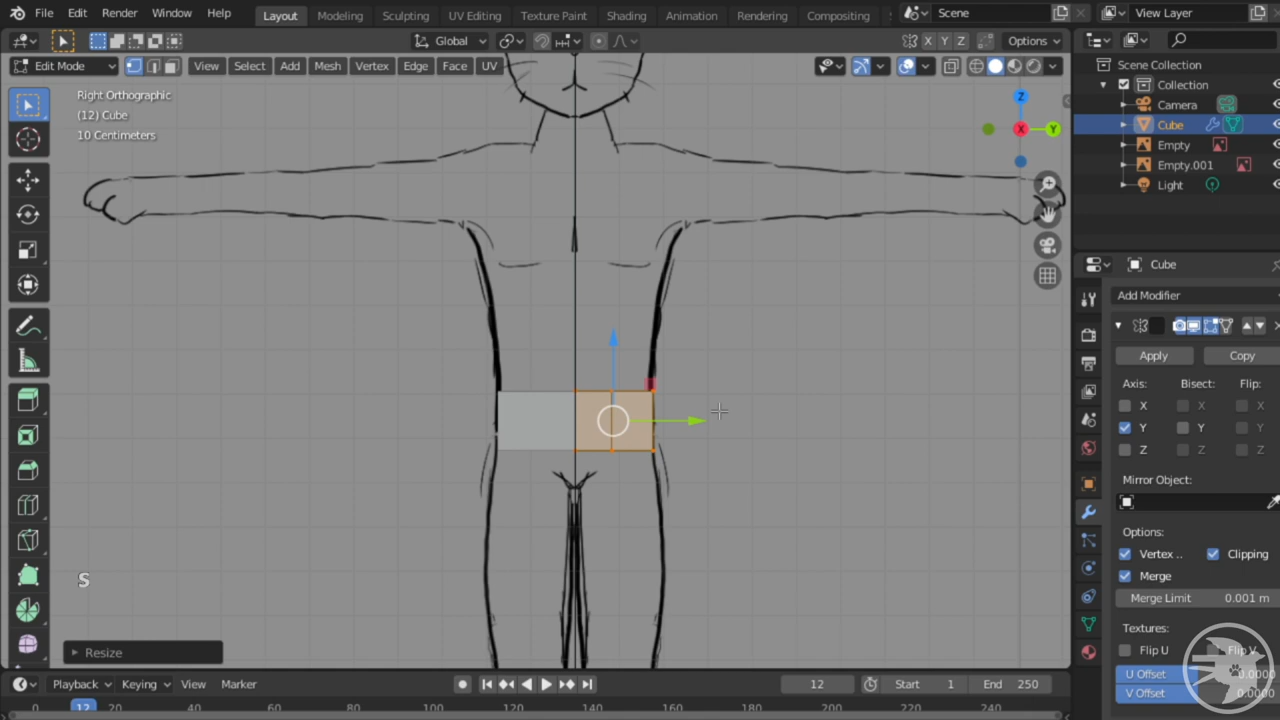 File Edit Render Window Help Layout Modeling Sculpting UV Editing Texture Paint Shading Animation Rendering Compositing Scene View Layer
Global Options
Edit Mode View Select Add Mesh Vertex Edge Face UV
Right Orthographic
(12) Cube
10 Centimeters
Z
X
Y
S
Resize
Scene Collection
Collection
Camera
Cube
Empty
Empty.001
Light
Cube
Add Modifier
Apply Copy
Axis: Bisect: Flip:
X X X
Y Y Y
Z Z Z
Mirror Object:
Options:
Vertex .. Clipping
Merge
Merge Limit 0.001 m
Textures:
Flip U Flip V
U Offset 0.0000
V Offset 0.0000
Playback Keying View Marker 12 Start 1 End 250
12 20 40 60 80 100 120 140 160 180 200 220 240